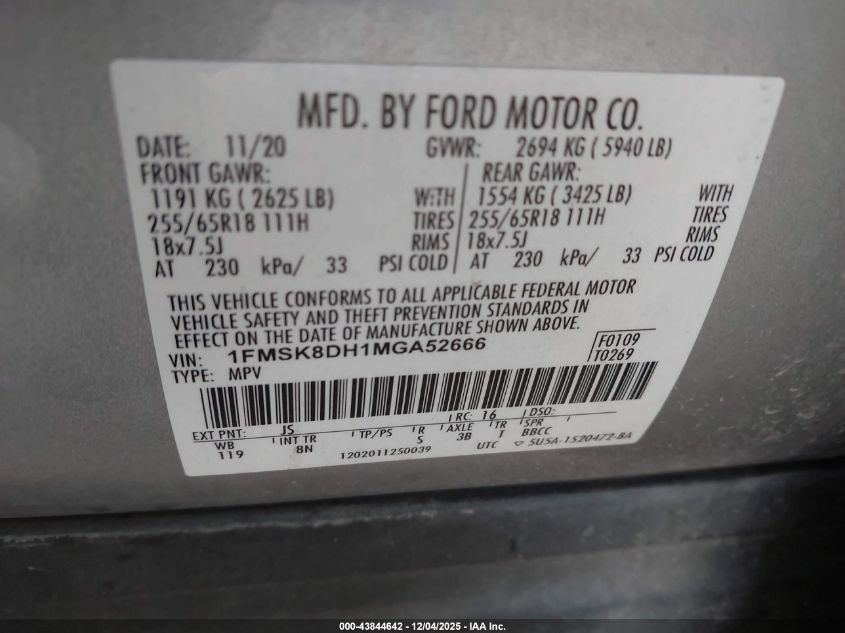 MFD. BY FORD MOTOR CO.
DATE: 11/20 GVWR: 2694 KG ( 5940 LB)
FRONT GAWR: REAR GAWR:
1191 KG ( 2625 LB) WITH 1554 KG ( 3425 LB) WITH
255/65R18 111H TIRES 255/65R18 111H TIRES
18x7.5J RIMS 18x7.5J RIMS
AT 230 kPa/ 33 PSI COLD AT 230 kPa/ 33 PSI COLD
THIS VEHICLE CONFORMS TO ALL APPLICABLE FEDERAL MOTOR
VEHICLE SAFETY AND THEFT PREVENTION STANDARDS IN
EFFECT ON THE DATE OF MANUFACTURE SHOWN ABOVE.
VIN: 1FMSK8DH1MGA52666 F0109
TYPE: MPV T0269
RC: 16 DSO:
EXT PNT: JS
WB INT TR TP/PS R AXLE TR SPR
119 8N S 3B T BBCC
1202011250039 UTC 5U5A-1520472-BA
000-43844642 - 12/04/2025 - IAA Inc.